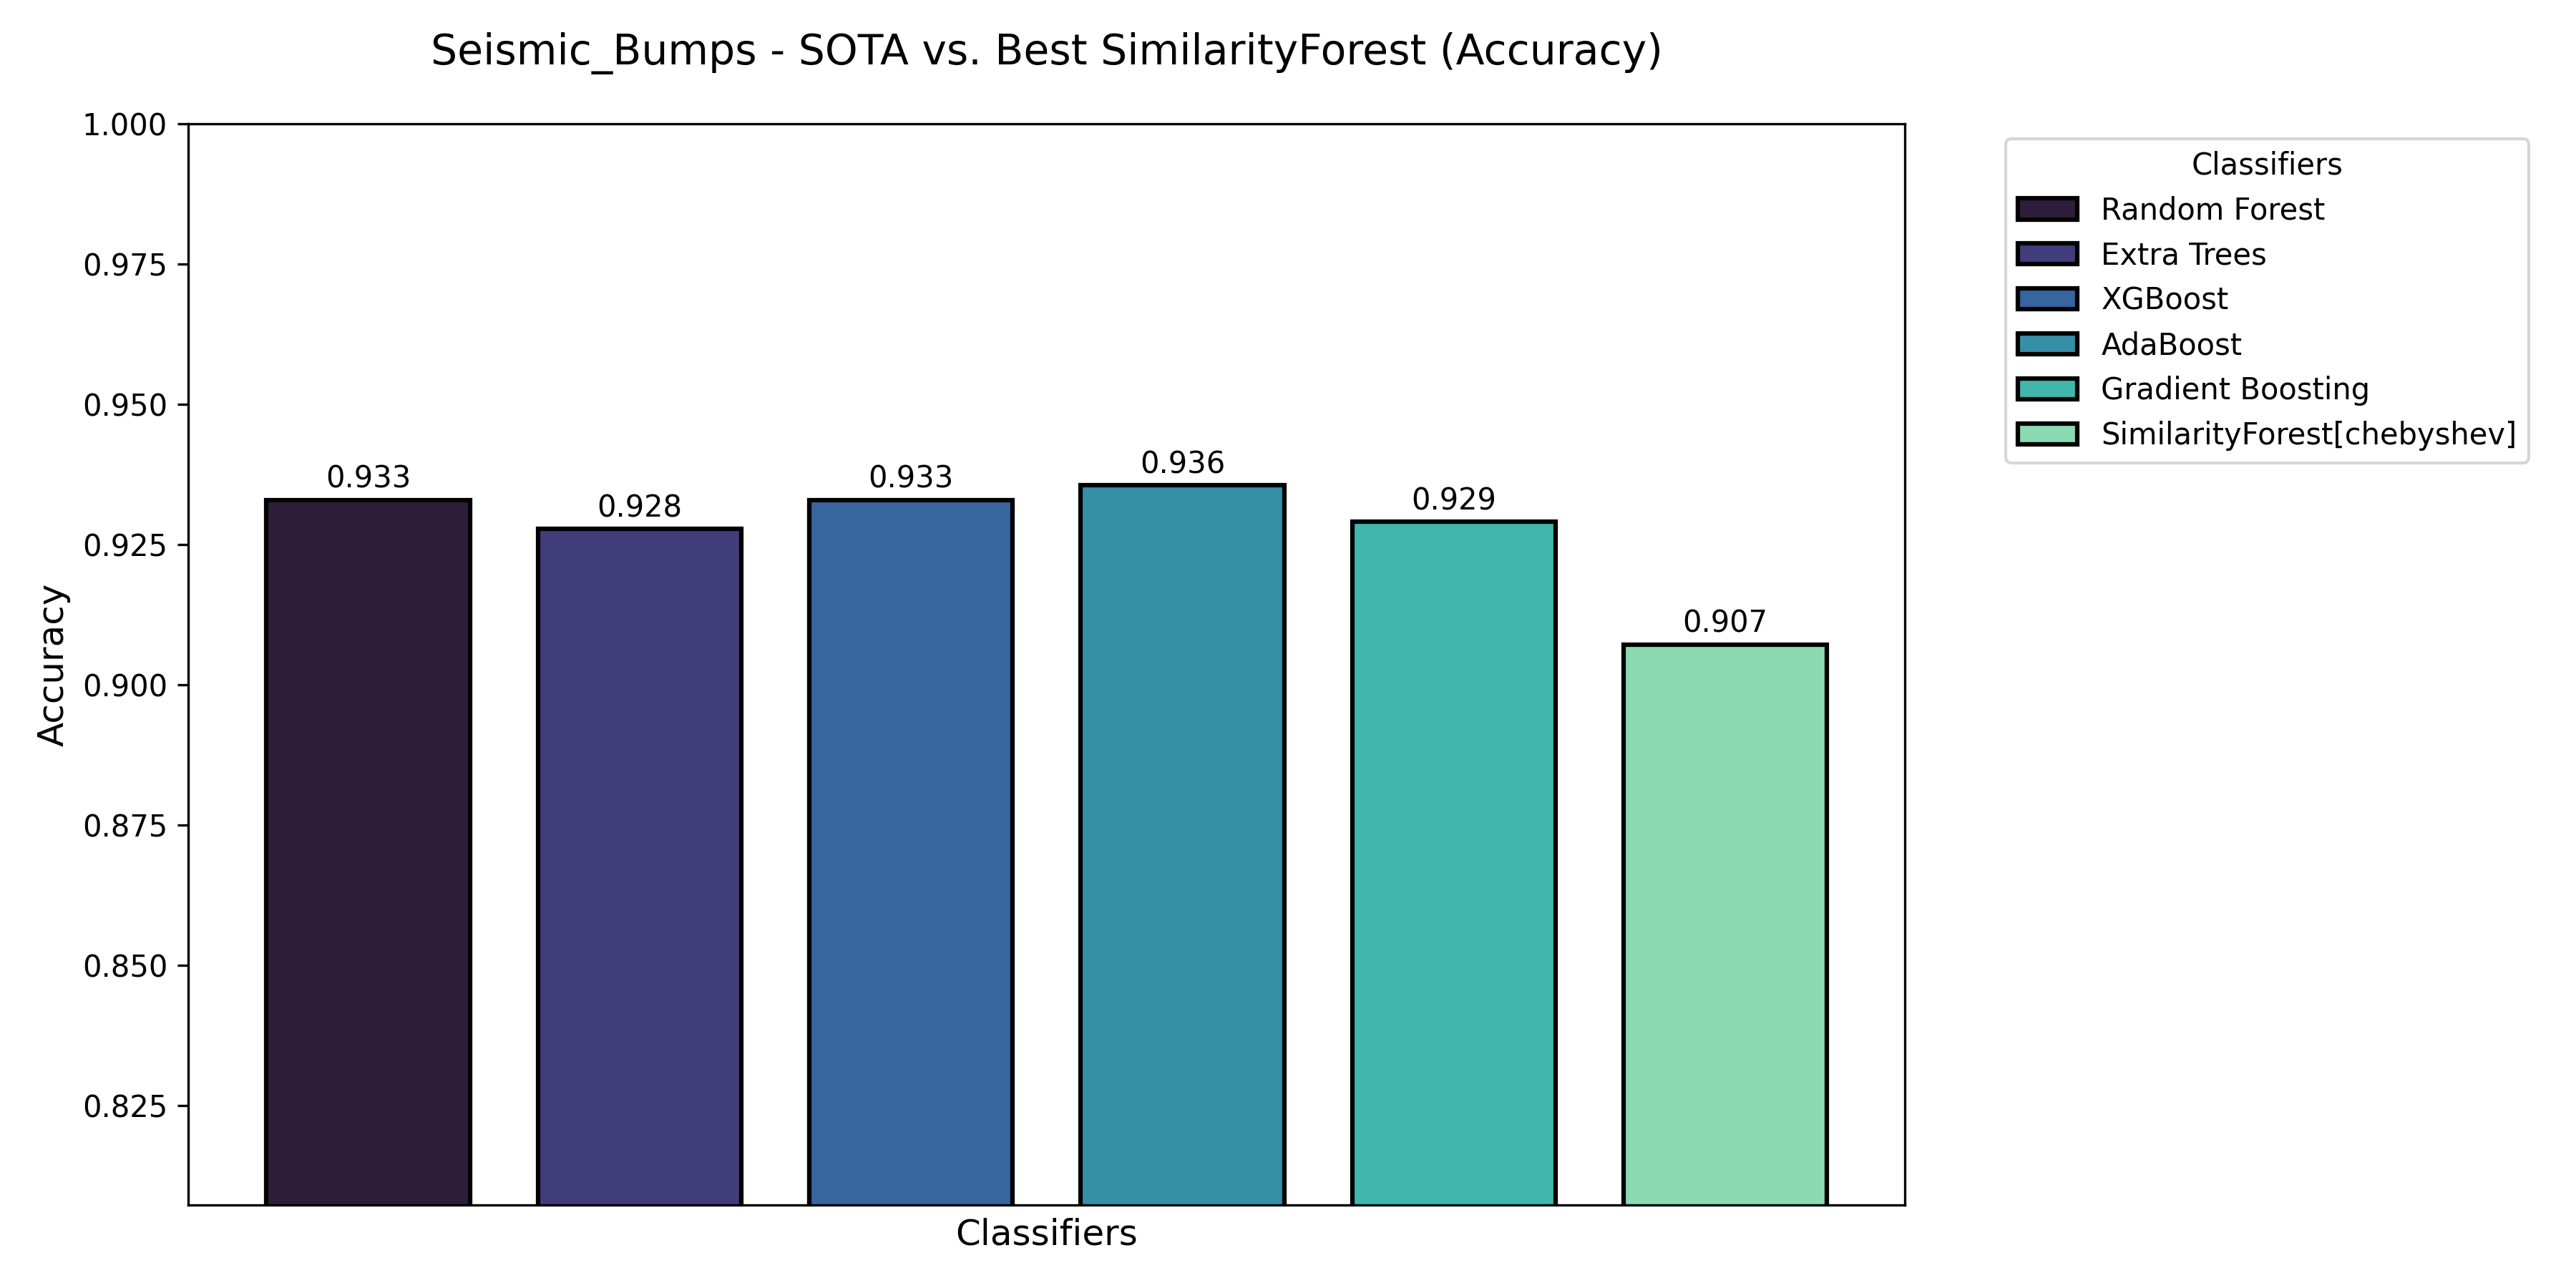 Seismic_Bumps - SOTA vs. Best SimilarityForest (Accuracy)
1.000
0.975
0.950
0.925
0.900
0.875
0.850
0.825
Accuracy
0.933
0.928
0.933
0.936
0.929
0.907
Classifiers
Classifiers
Random Forest
Extra Trees
XGBoost
AdaBoost
Gradient Boosting
SimilarityForest[chebyshev]